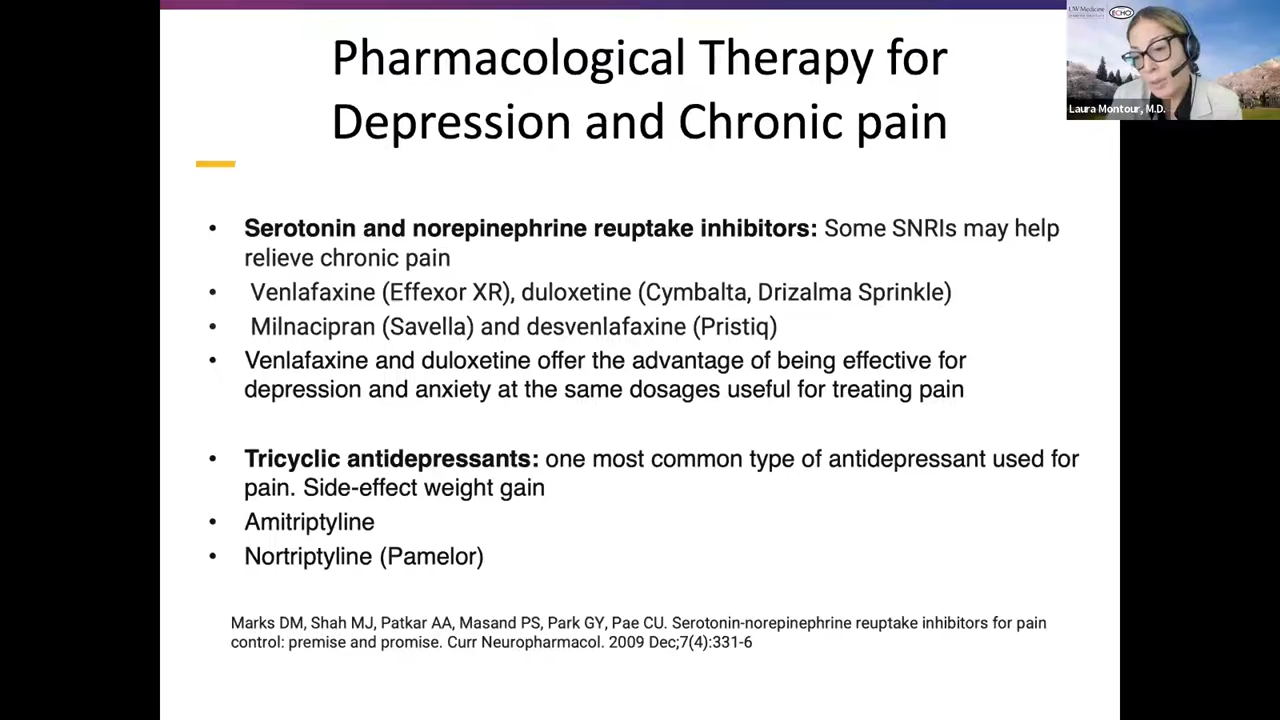 Pharmacological Therapy for
Depression and Chronic pain
UW Medicine
ECHO
Laura Montour, M.D.
• Serotonin and norepinephrine reuptake inhibitors: Some SNRIs may help
relieve chronic pain
• Venlafaxine (Effexor XR), duloxetine (Cymbalta, Drizalma Sprinkle)
• Milnacipran (Savella) and desvenlafaxine (Pristiq)
• Venlafaxine and duloxetine offer the advantage of being effective for
depression and anxiety at the same dosages useful for treating pain
• Tricyclic antidepressants: one most common type of antidepressant used for
pain. Side-effect weight gain
• Amitriptyline
• Nortriptyline (Pamelor)
Marks DM, Shah MJ, Patkar AA, Masand PS, Park GY, Pae CU. Serotonin-norepinephrine reuptake inhibitors for pain
control: premise and promise. Curr Neuropharmacol. 2009 Dec;7(4):331-6